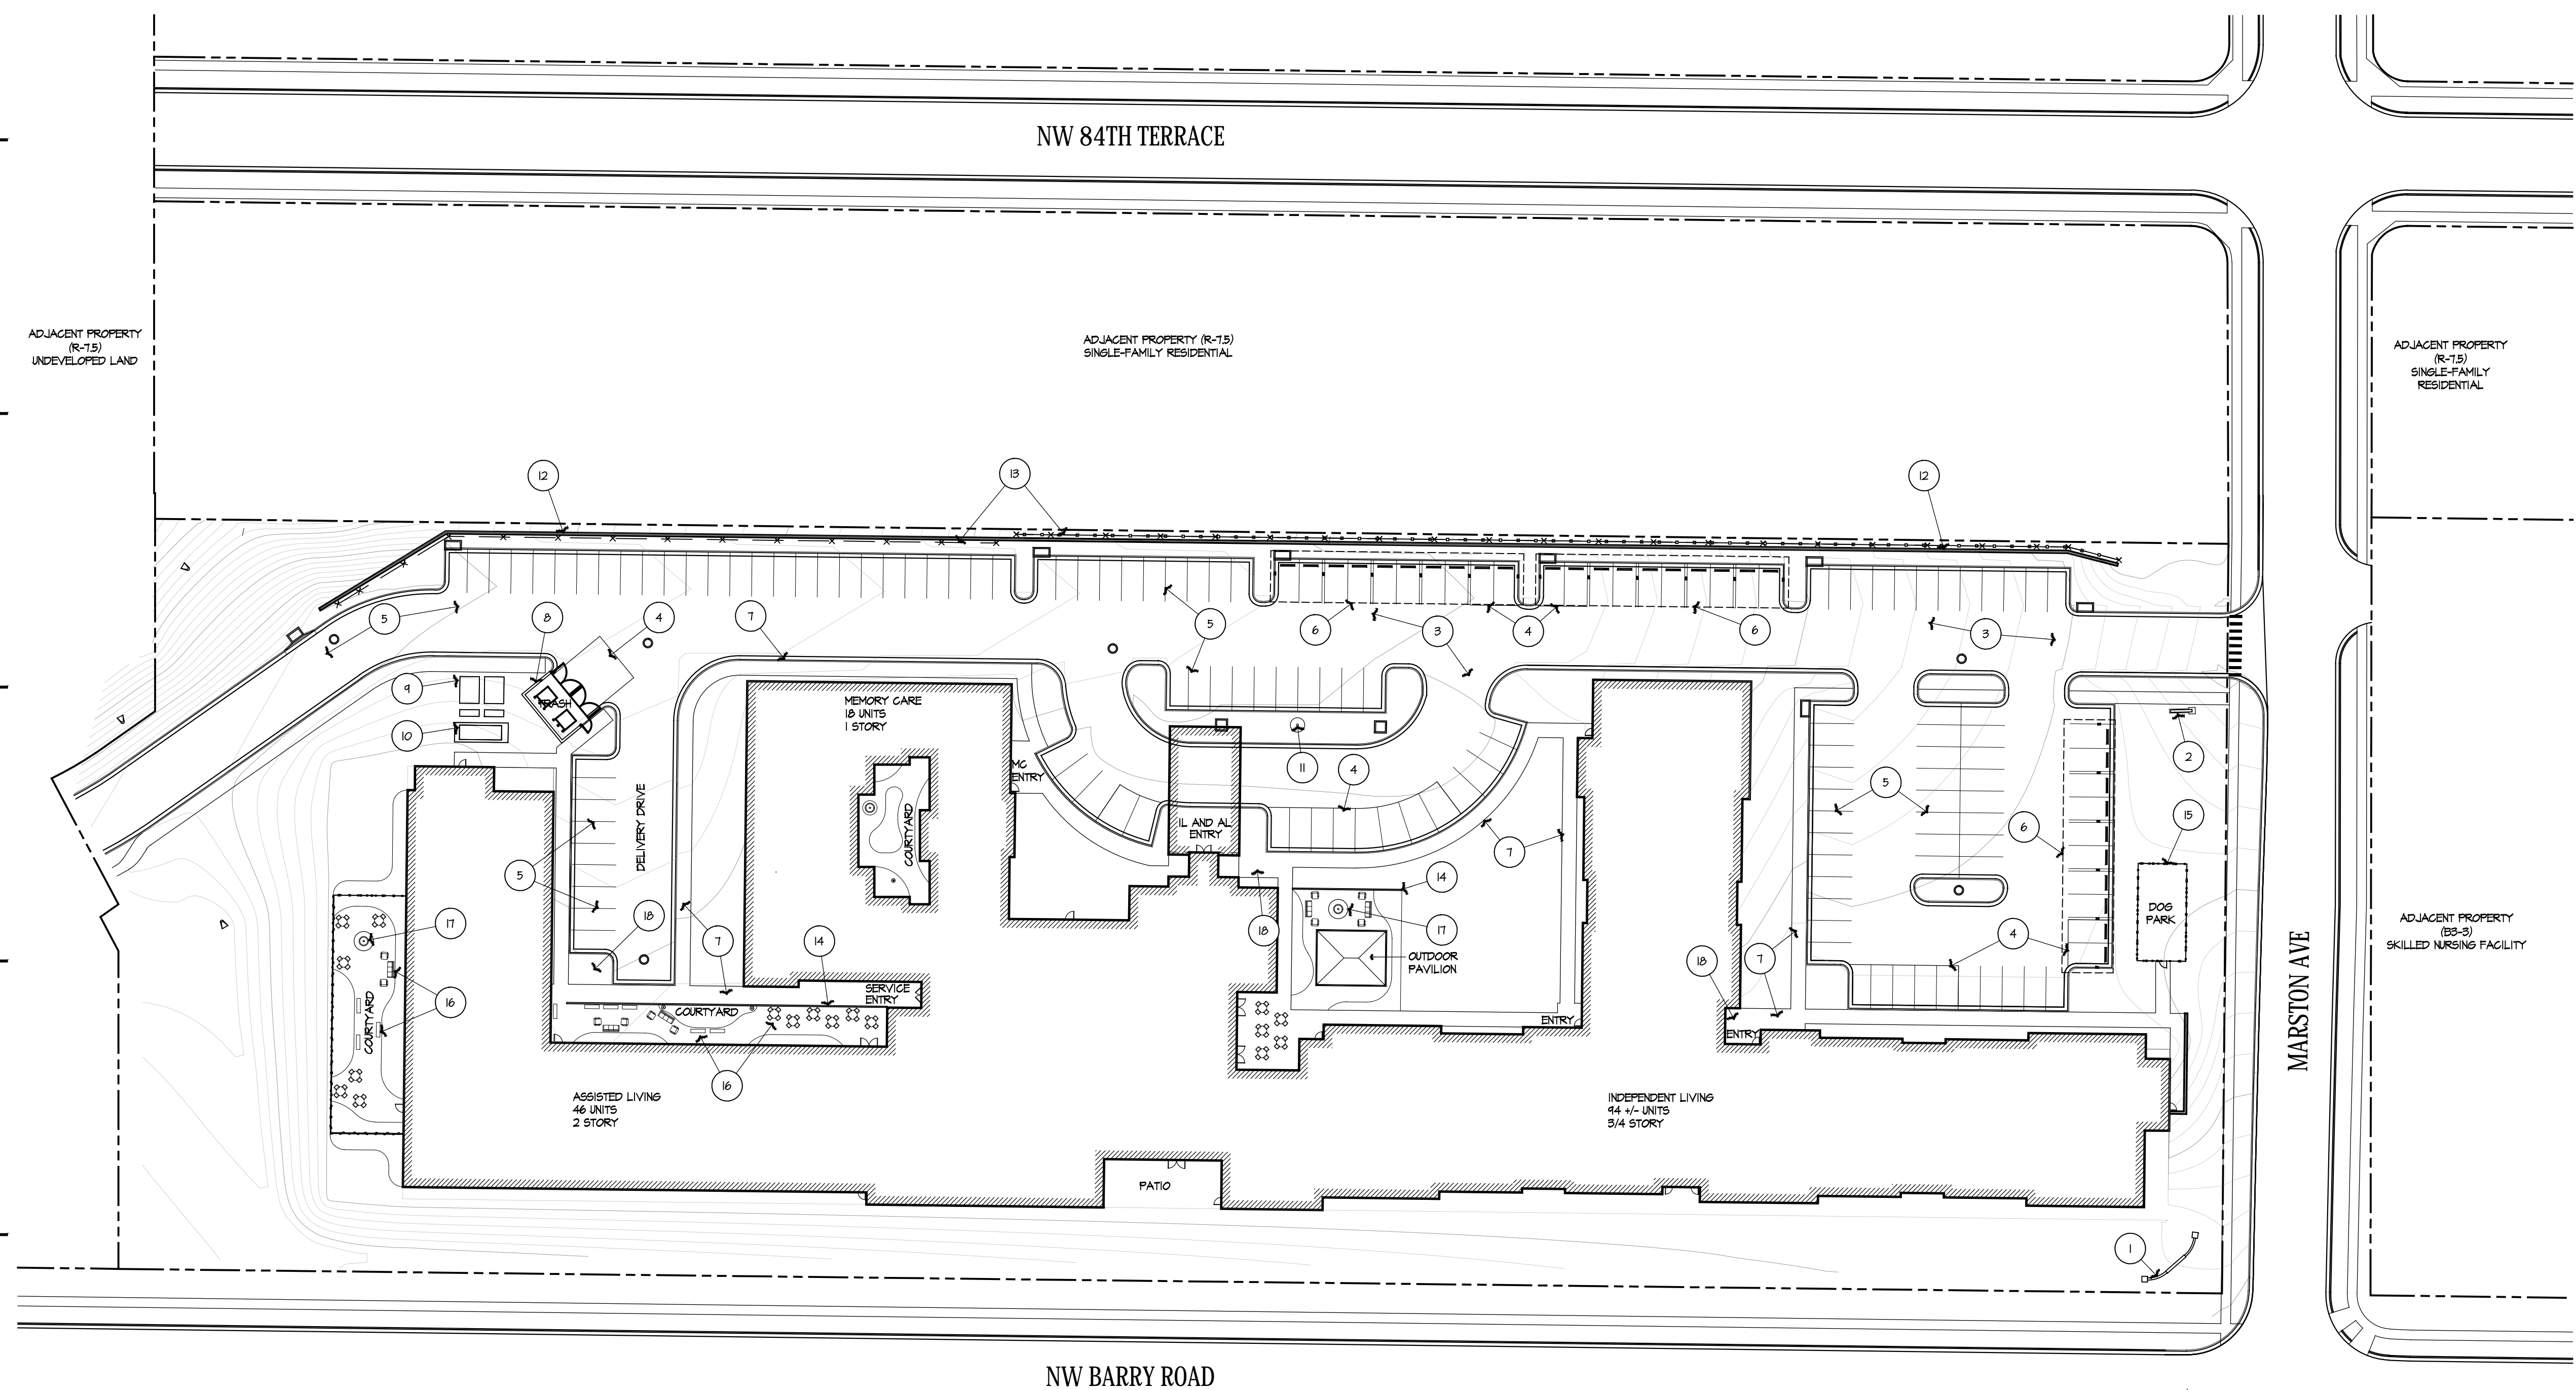 NW 84TH TERRACE
ADJACENT PROPERTY
(R-7.5)
UNDEVELOPED LAND
ADJACENT PROPERTY (R-7.5)
SINGLE-FAMILY RESIDENTIAL
ADJACENT PROPERTY
(R-7.5)
SINGLE-FAMILY
RESIDENTIAL
12
13
12
5
8
4
7
5
6
3
4
6
3
9
10
TRASH
MEMORY CARE
18 UNITS
1 STORY
MC
ENTRY
11
4
2
5
6
15
DELIVERY DRIVE
COURTYARD
IL AND AL
ENTRY
7
5
18
7
14
18
14
17
OUTDOOR
PAVILION
18
7
4
DOG
PARK
17
16
COURTYARD
SERVICE
ENTRY
COURTYARD
16
ENTRY
ENTRY
ADJACENT PROPERTY
(B3-3)
SKILLED NURSING FACILITY
MARSTON AVE
ASSISTED LIVING
46 UNITS
2 STORY
INDEPENDENT LIVING
94 +/- UNITS
3/4 STORY
PATIO
1
NW BARRY ROAD